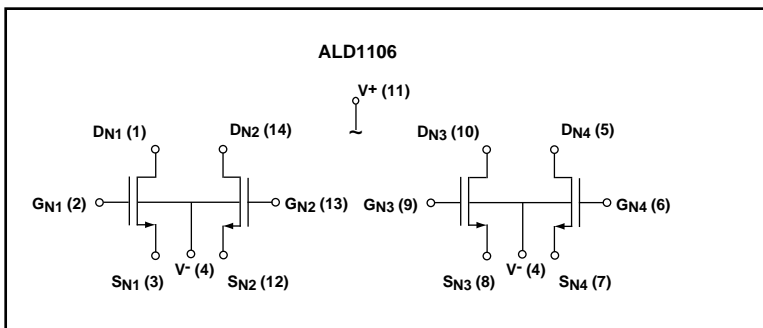 ALD1106
V+ (11)
~
DN1 (1) DN2 (14) DN3 (10) DN4 (5)
GN1 (2) GN2 (13) GN3 (9) GN4 (6)
V- (4) V- (4)
SN1 (3) SN2 (12) SN3 (8) SN4 (7)